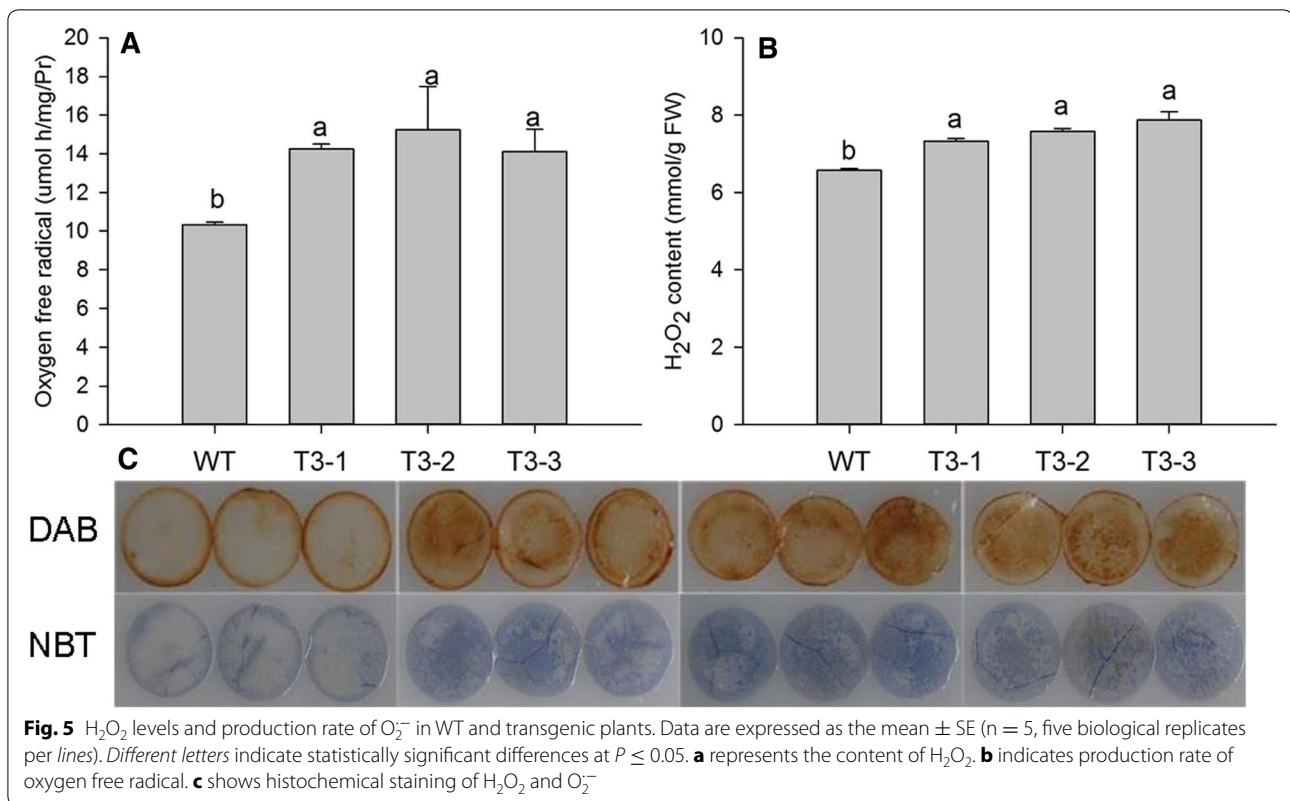 A
Oxygen free radical (umol h/mg/Pr)
20
18
16
14
12
10
8
6
4
2
0
b
a
a
a
WT T3-1 T3-2 T3-3
B
H₂O₂ content (mmol/g FW)
10
8
6
4
2
0
b
a
a
a
WT T3-1 T3-2 T3-3
C
DAB
NBT
Fig. 5 H₂O₂ levels and production rate of O₂·− in WT and transgenic plants. Data are expressed as the mean ± SE (n = 5, five biological replicates
per lines). Different letters indicate statistically significant differences at P ≤ 0.05. a represents the content of H₂O₂. b indicates production rate of
oxygen free radical. c shows histochemical staining of H₂O₂ and O₂·−